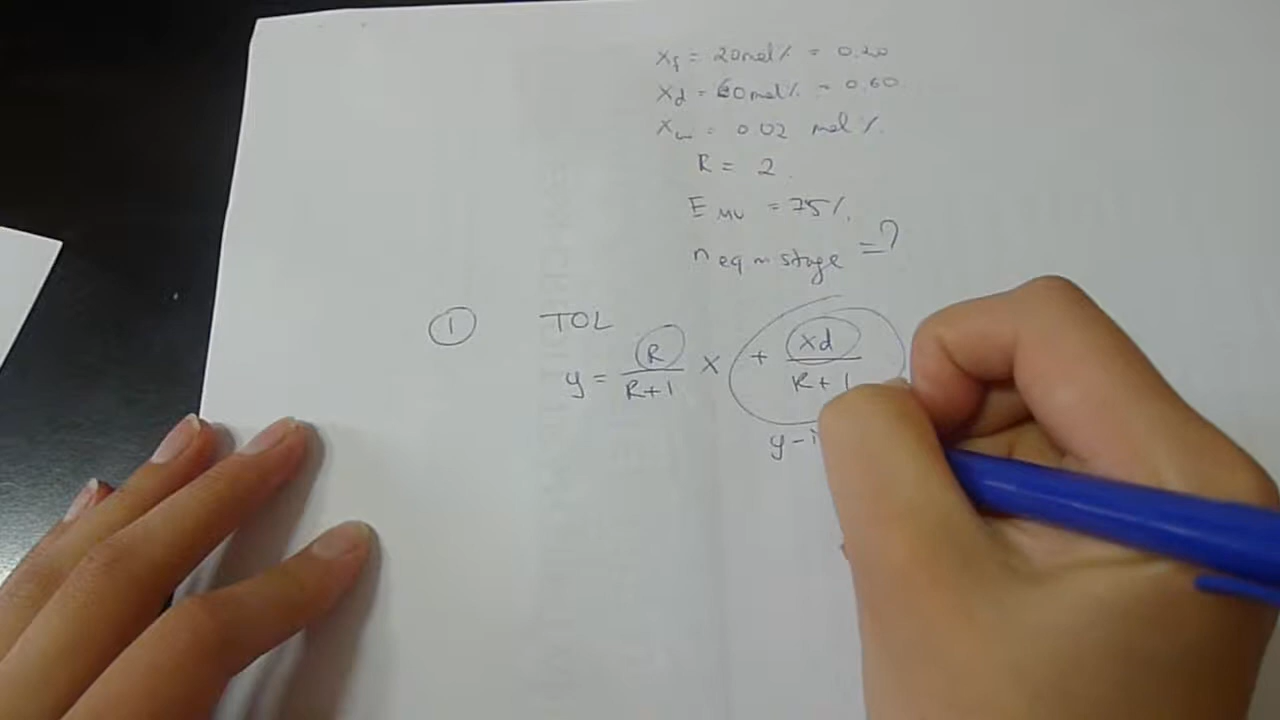 xf = 20mol% = 0.20
xd = 60mol% = 0.60
xw = 0.02 mol %.
R = 2.
EMV = 75%.
n eqm stage = ?
① TOL
y = R/R+1 x + xd/R+1
y-i